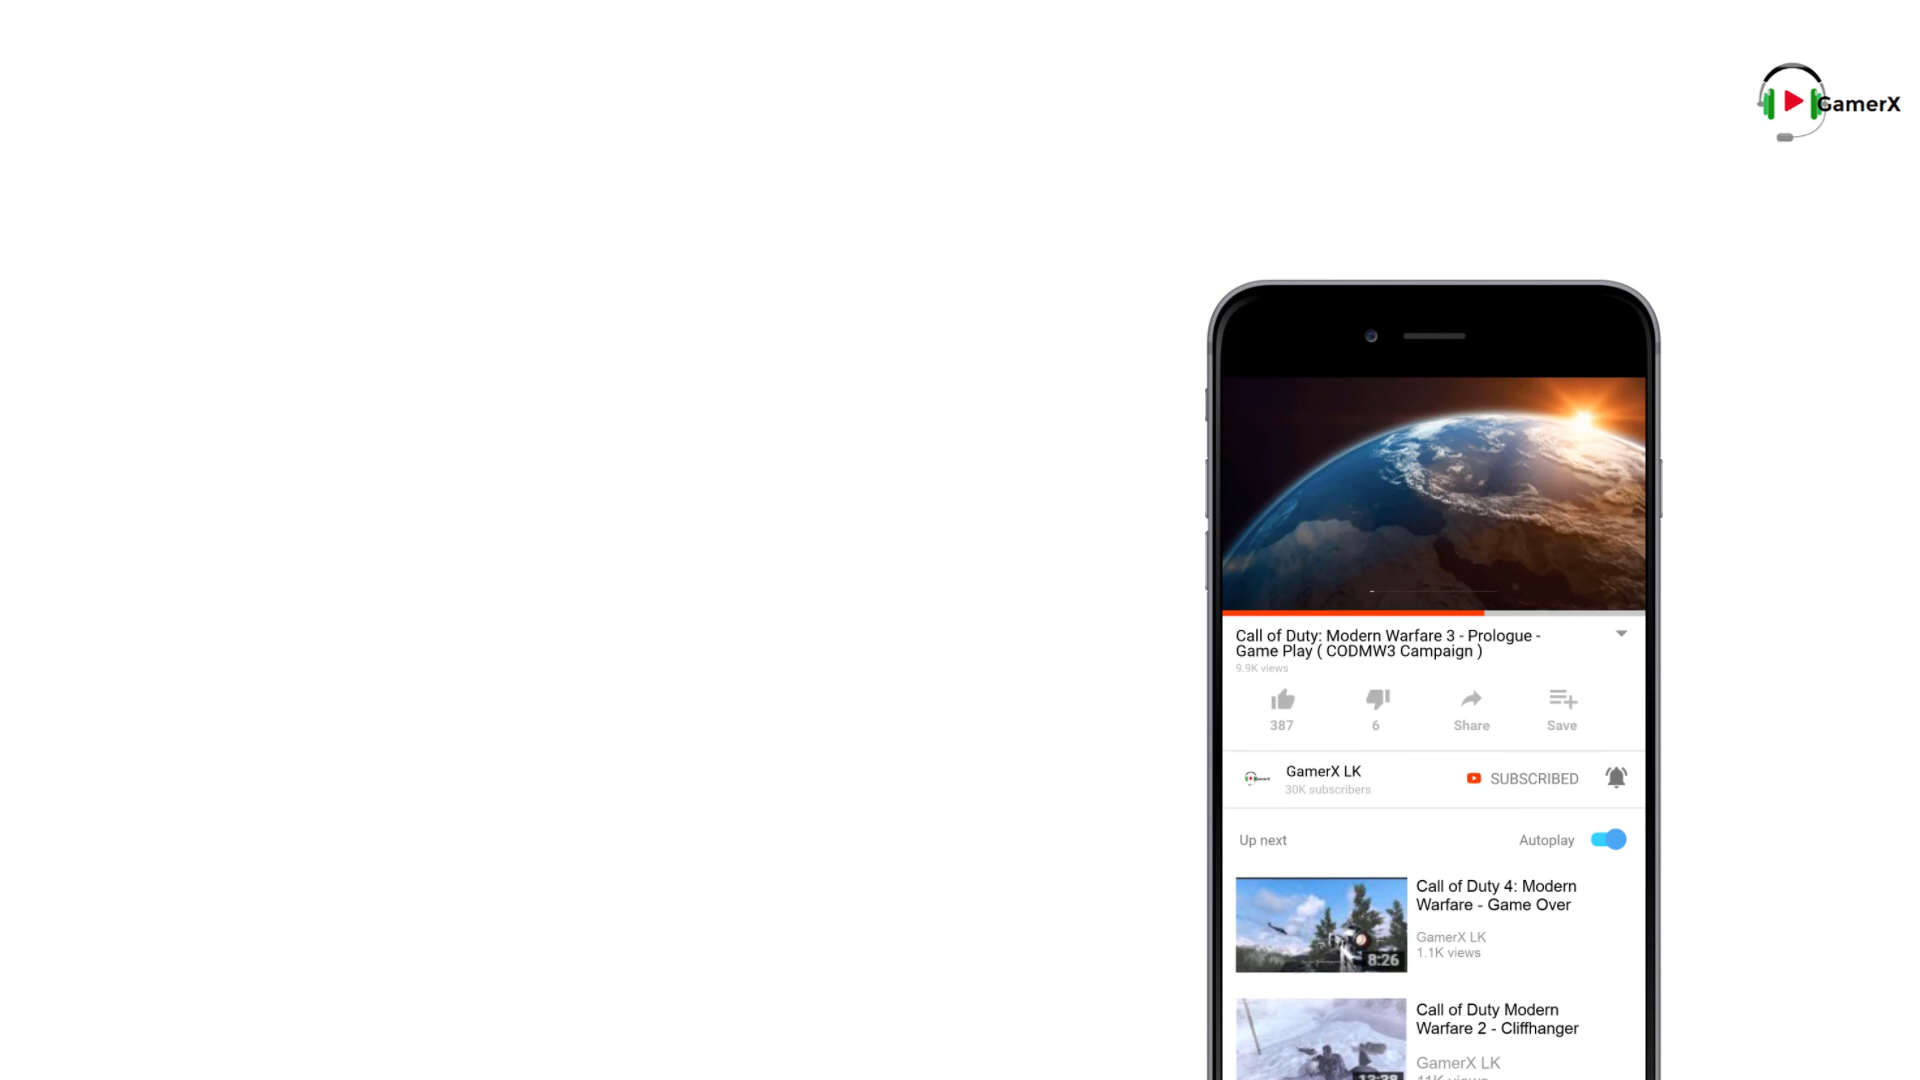 GamerX
Call of Duty: Modern Warfare 3 - Prologue -
Game Play ( CODMW3 Campaign )
9.9K views
387
6
Share
Save
GamerX LK
30K subscribers
SUBSCRIBED
Up next
Autoplay
Call of Duty 4: Modern
Warfare - Game Over
GamerX LK
1.1K views
8:26
Call of Duty Modern
Warfare 2 - Cliffhanger
GamerX LK
11K views